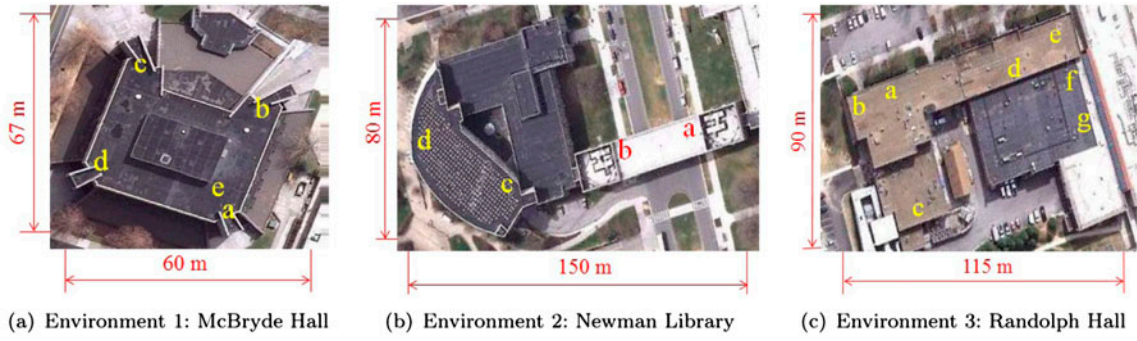 67 m
c
b
d
e
a
60 m
(a) Environment 1: McBryde Hall
80 m
a
b
d
c
150 m
(b) Environment 2: Newman Library
90 m
e
d
a
f
b
g
c
115 m
(c) Environment 3: Randolph Hall